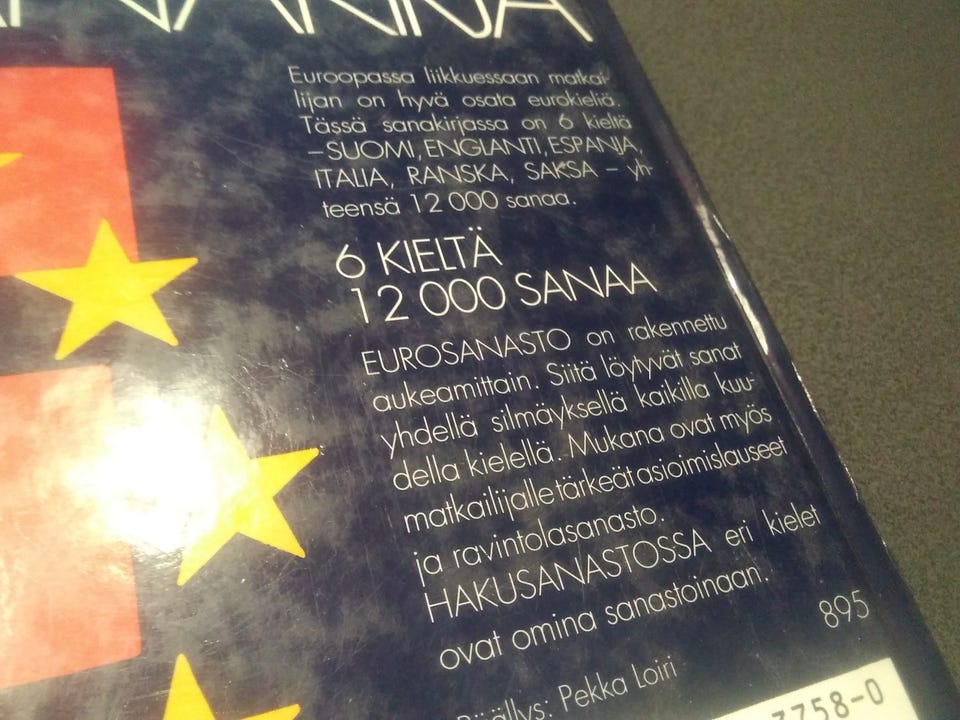 Euroopassa liikkuessaan matkai-
lijan on hyvä osata eurokieliä.
Tässä sanakirjassa on 6 kieltä
– SUOMI, ENGLANTI, ESPANJA,
ITALIA, RANSKA, SAKSA – yh-
teensä 12 000 sanaa.
6 KIELTÄ
12 000 SANAA
EUROSANASTO on rakennettu
aukeamittain. Siitä löytyvät sanat
yhdellä silmäyksellä kaikilla kuu-
della kielellä. Mukana ovat myös
matkailijalle tärkeät asioimislauseet
ja ravintolasanasto.
HAKUSANASTOSSA eri kielet
ovat omina sanastoinaan.
895
Päällys: Pekka Loiri
3758-0